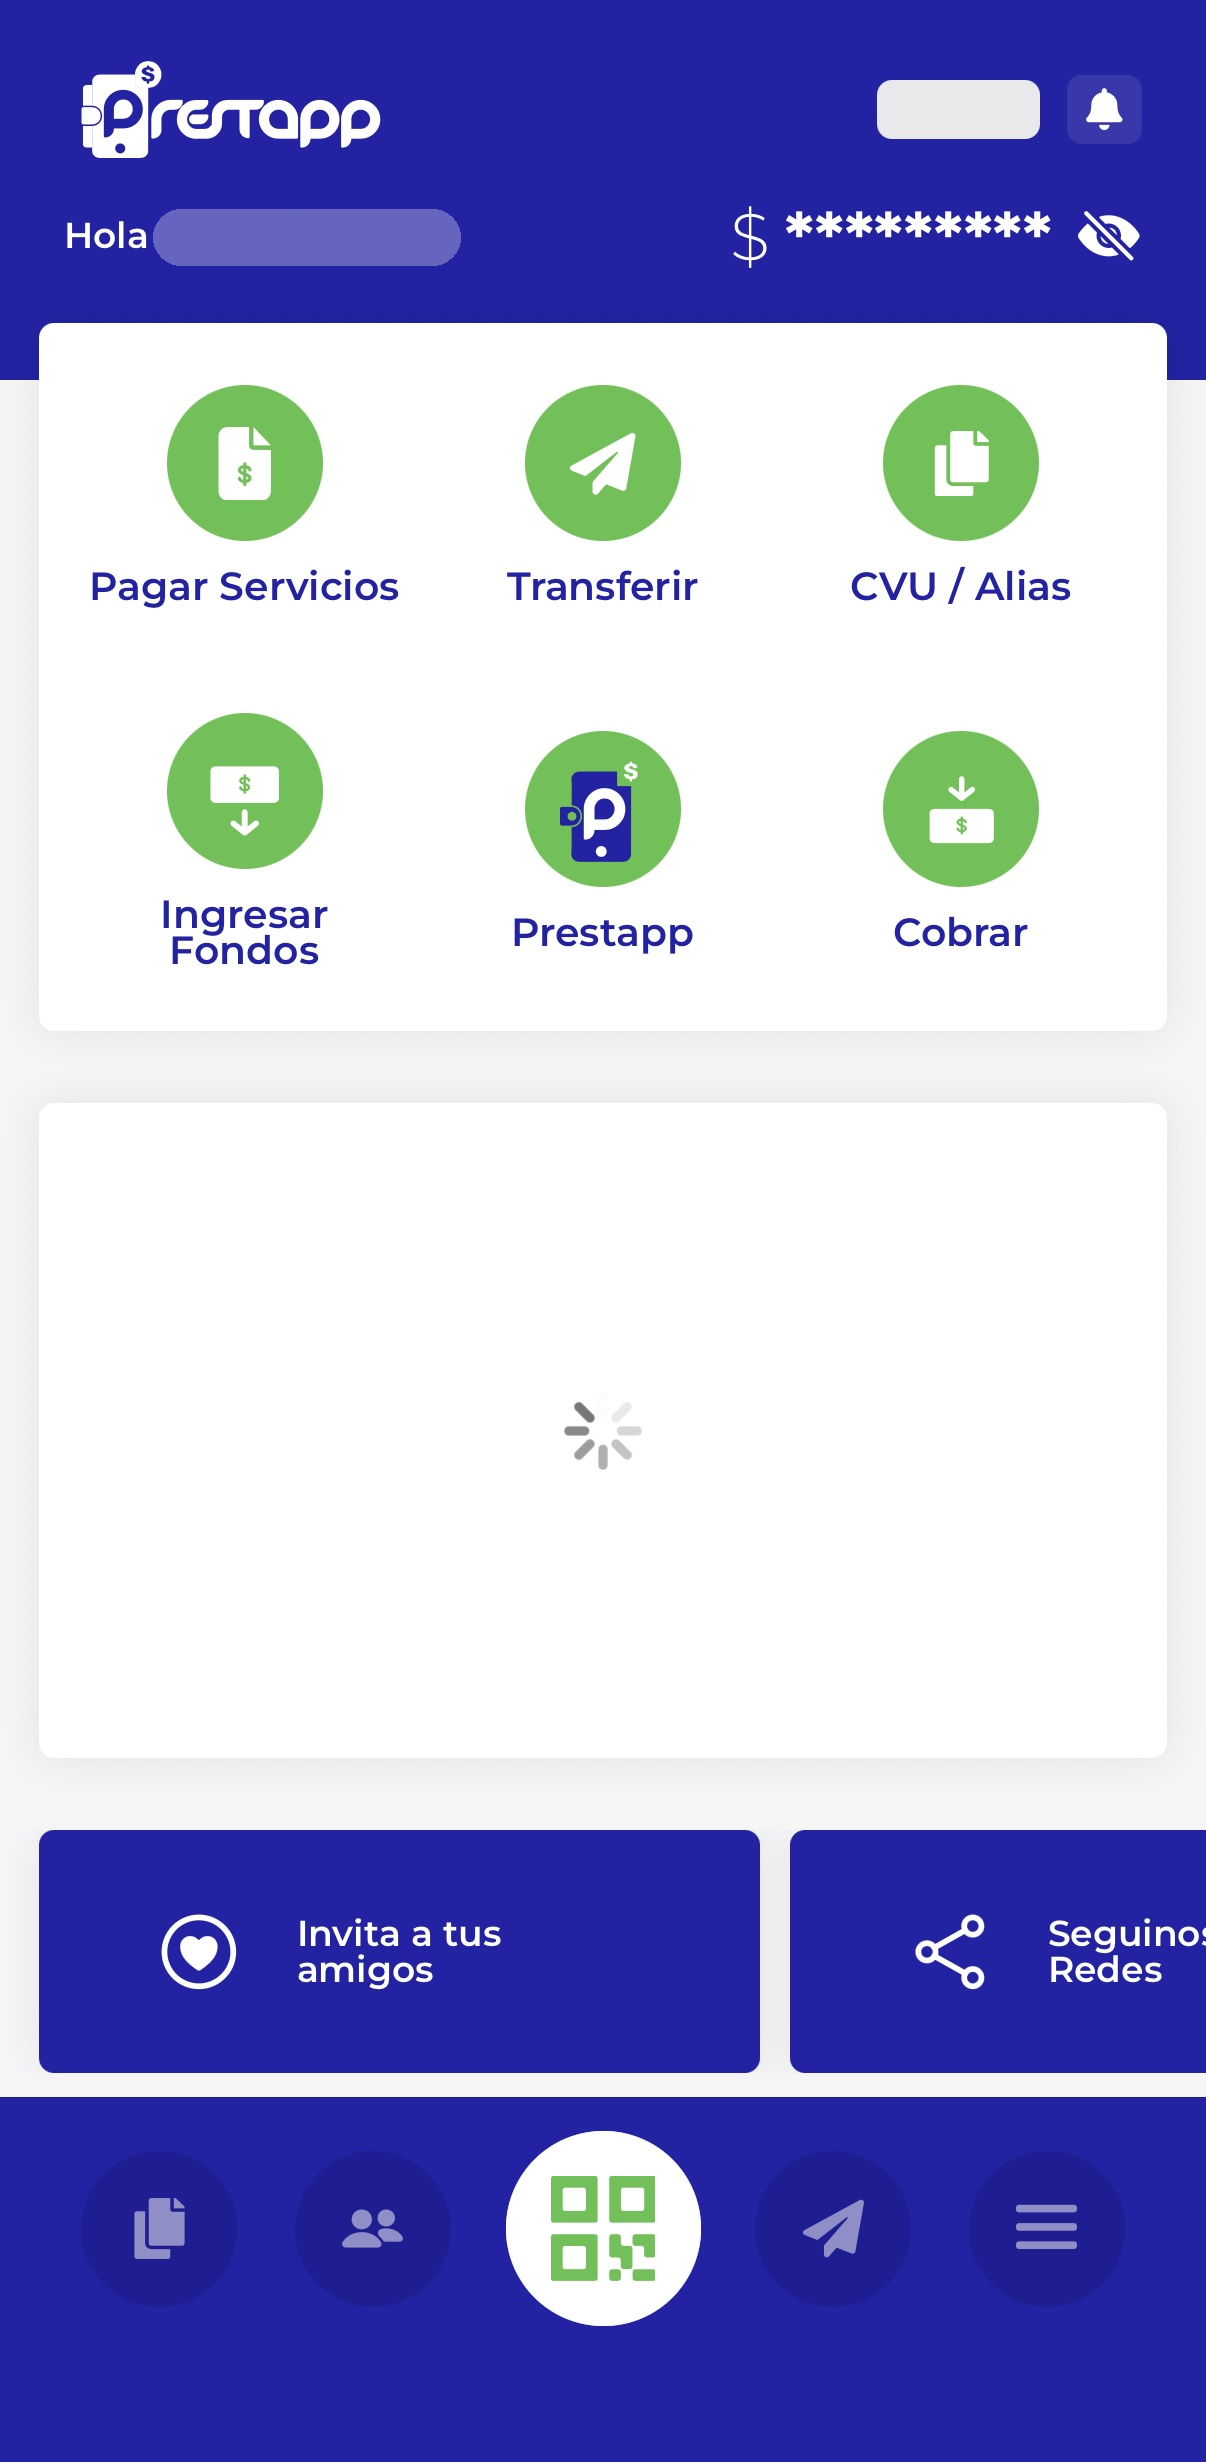 Prestapp
Hola
$ *********
Pagar Servicios
Transferir
CVU / Alias
Ingresar
Fondos
Prestapp
Cobrar
Invita a tus
amigos
Seguinos
Redes